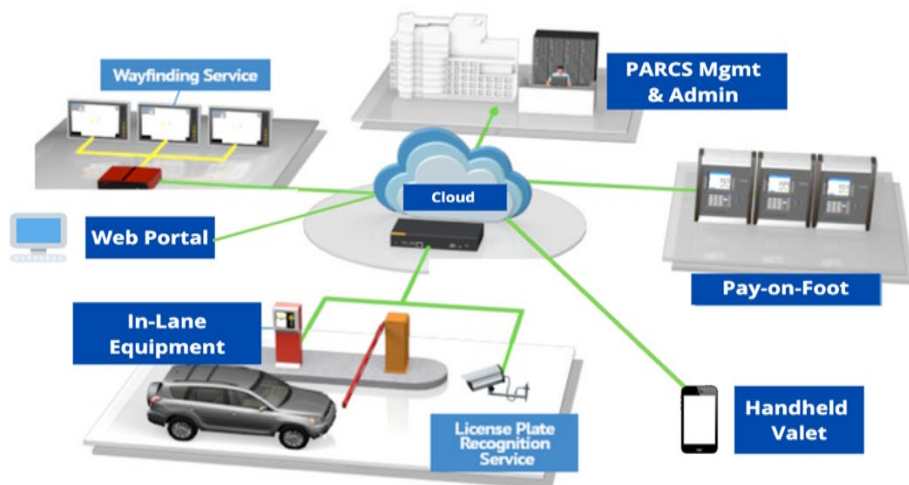 Wayfinding Service
PARCS Mgmt
& Admin
Cloud
Web Portal
Pay-on-Foot
In-Lane
Equipment
License Plate
Recognition
Service
Handheld
Valet